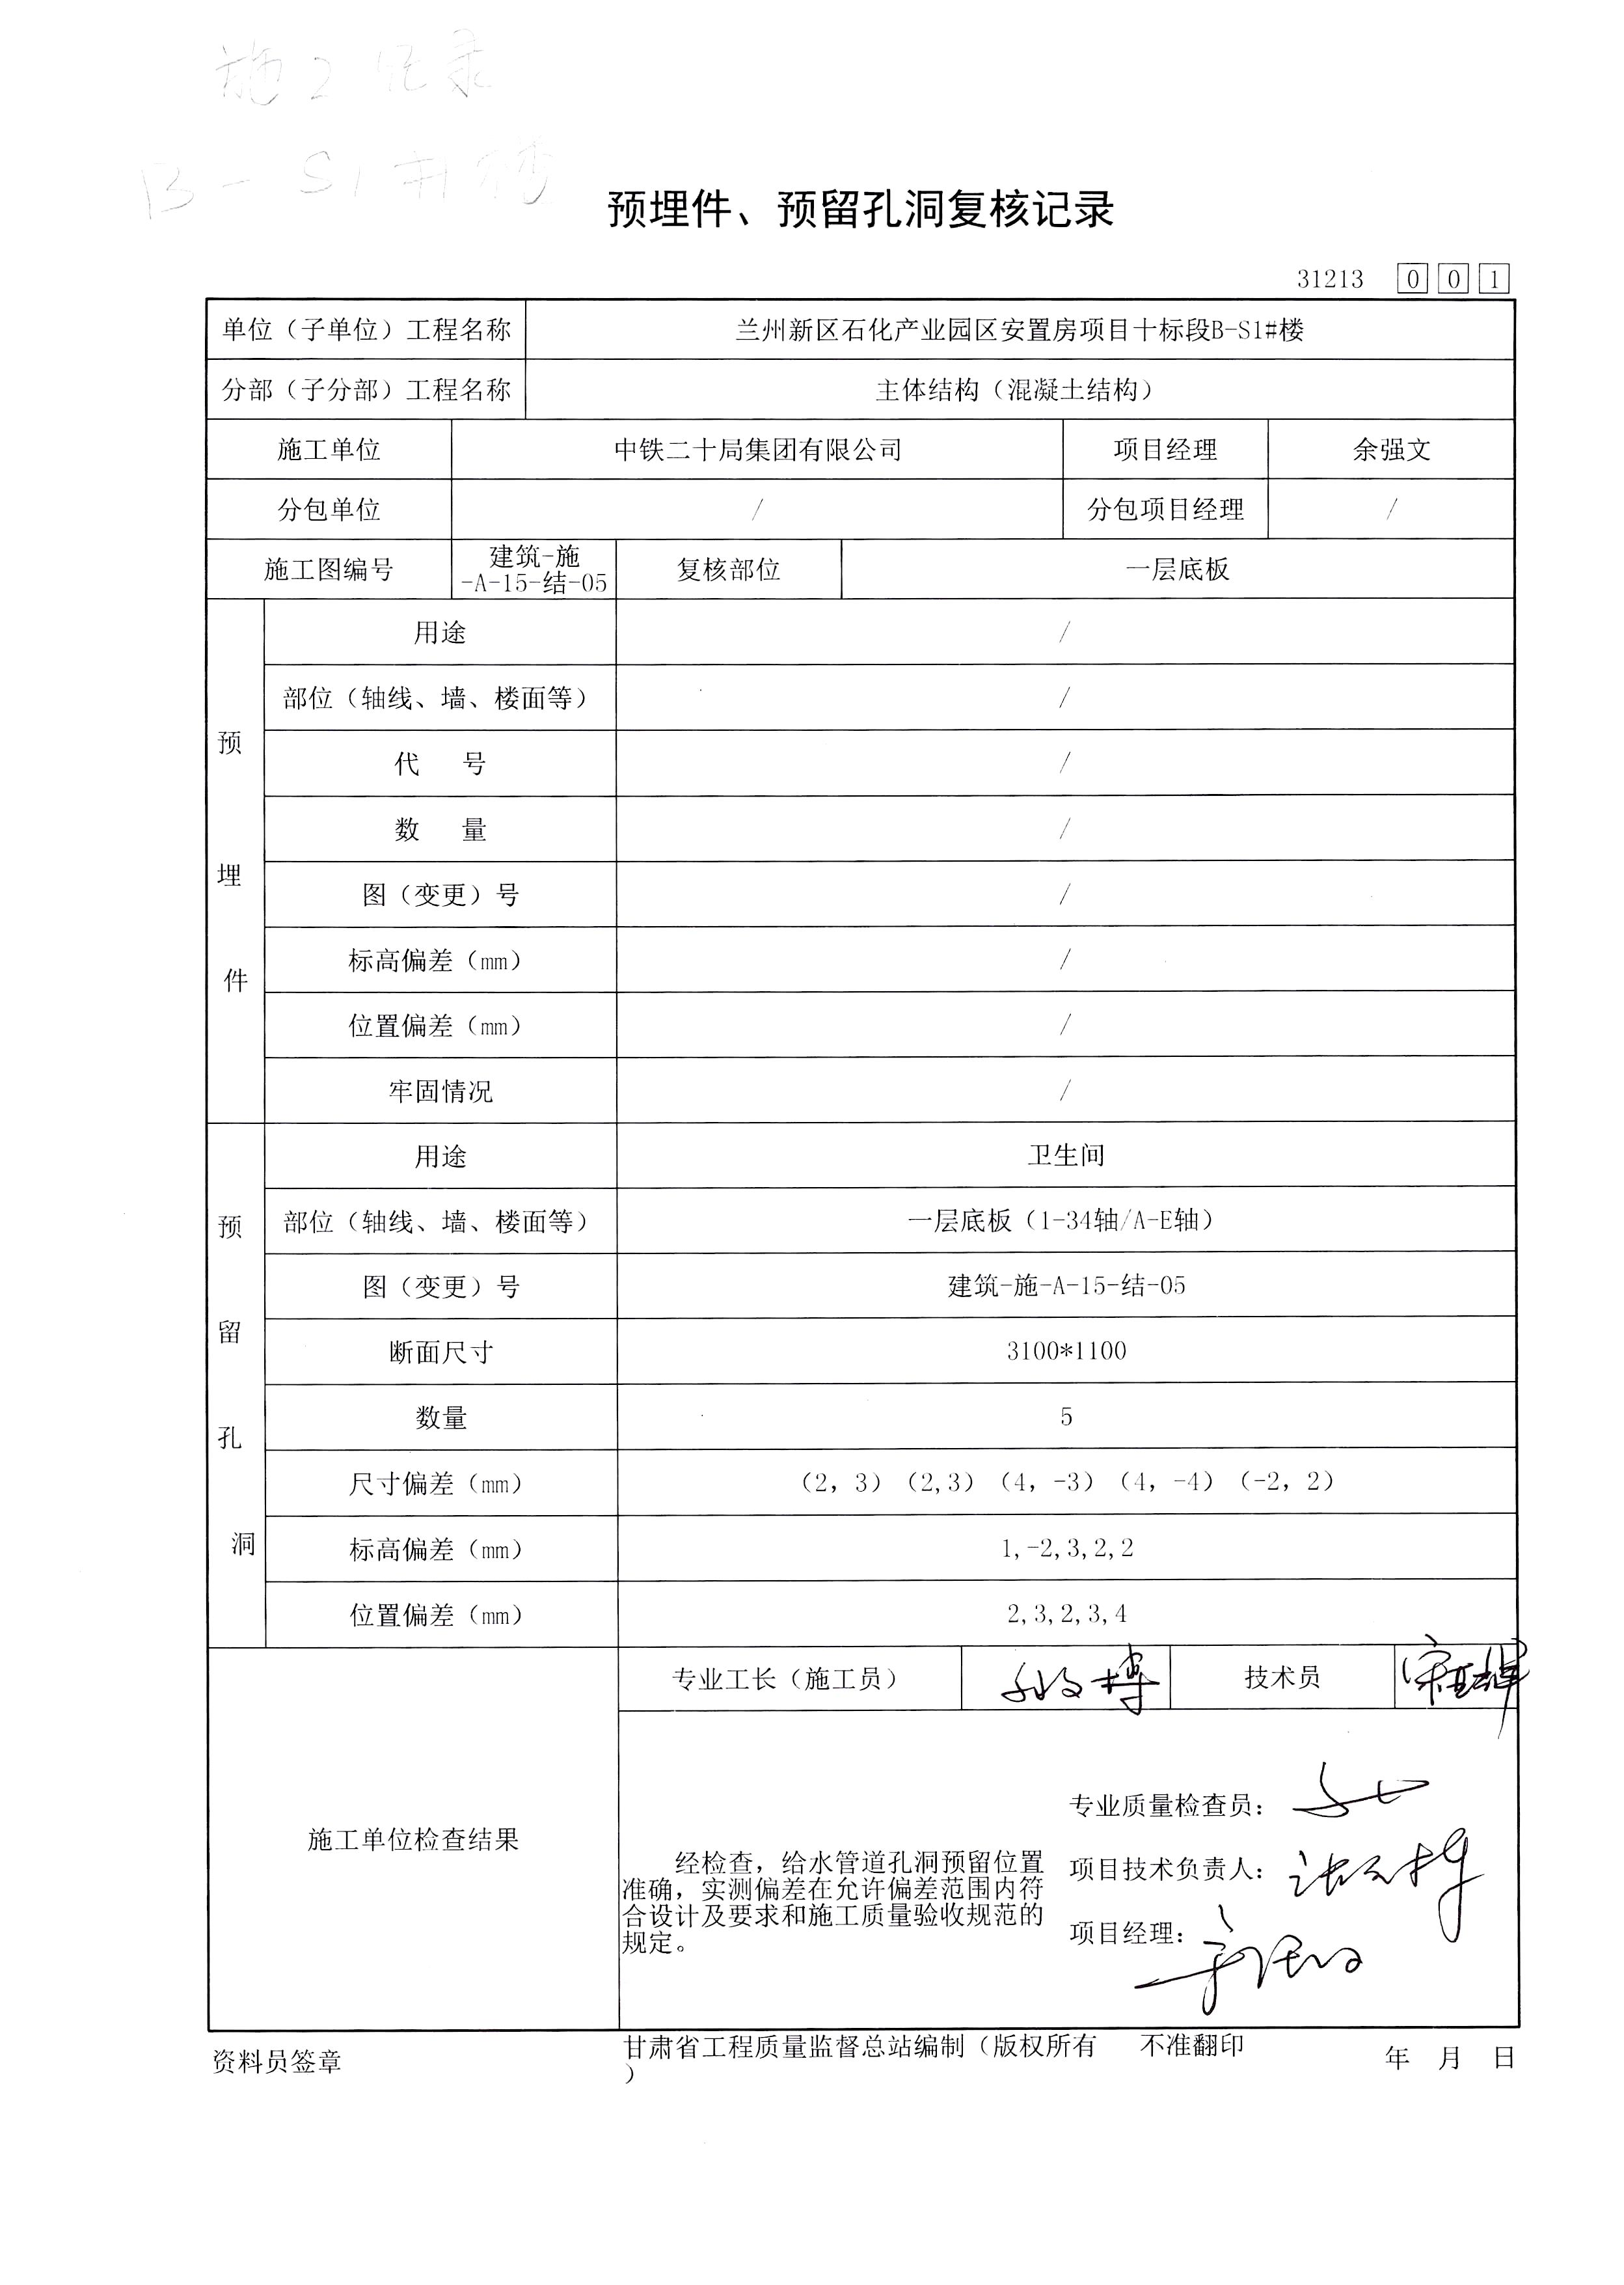 施工记录
B-S1#楼
预埋件、预留孔洞复核记录
31213 0 0 1
单位（子单位）工程名称 兰州新区石化产业园区安置房项目十标段B-S1#楼
分部（子分部）工程名称 主体结构（混凝土结构）
施工单位 中铁二十局集团有限公司 项目经理 余强文
分包单位 / 分包项目经理 /
施工图编号 建筑-施-A-15-结-05 复核部位 一层底板
预埋件
用途 /
部位（轴线、墙、楼面等） /
代 号 /
数 量 /
图（变更）号 /
标高偏差（mm） /
位置偏差（mm） /
牢固情况 /
预留孔洞
用途 卫生间
部位（轴线、墙、楼面等） 一层底板（1-34轴/A-E轴）
图（变更）号 建筑-施-A-15-结-05
断面尺寸 3100*1100
数量 5
尺寸偏差（mm） （2，3）（2,3）（4，-3）（4，-4）（-2，2）
标高偏差（mm） 1,-2,3,2,2
位置偏差（mm） 2,3,2,3,4
专业工长（施工员） 技术员
施工单位检查结果
经检查，给水管道孔洞预留位置
准确，实测偏差在允许偏差范围内符
合设计及要求和施工质量验收规范的
规定。
专业质量检查员：
项目技术负责人：
项目经理：
资料员签章 甘肃省工程质量监督总站编制（版权所有 不准翻印 年 月 日
）